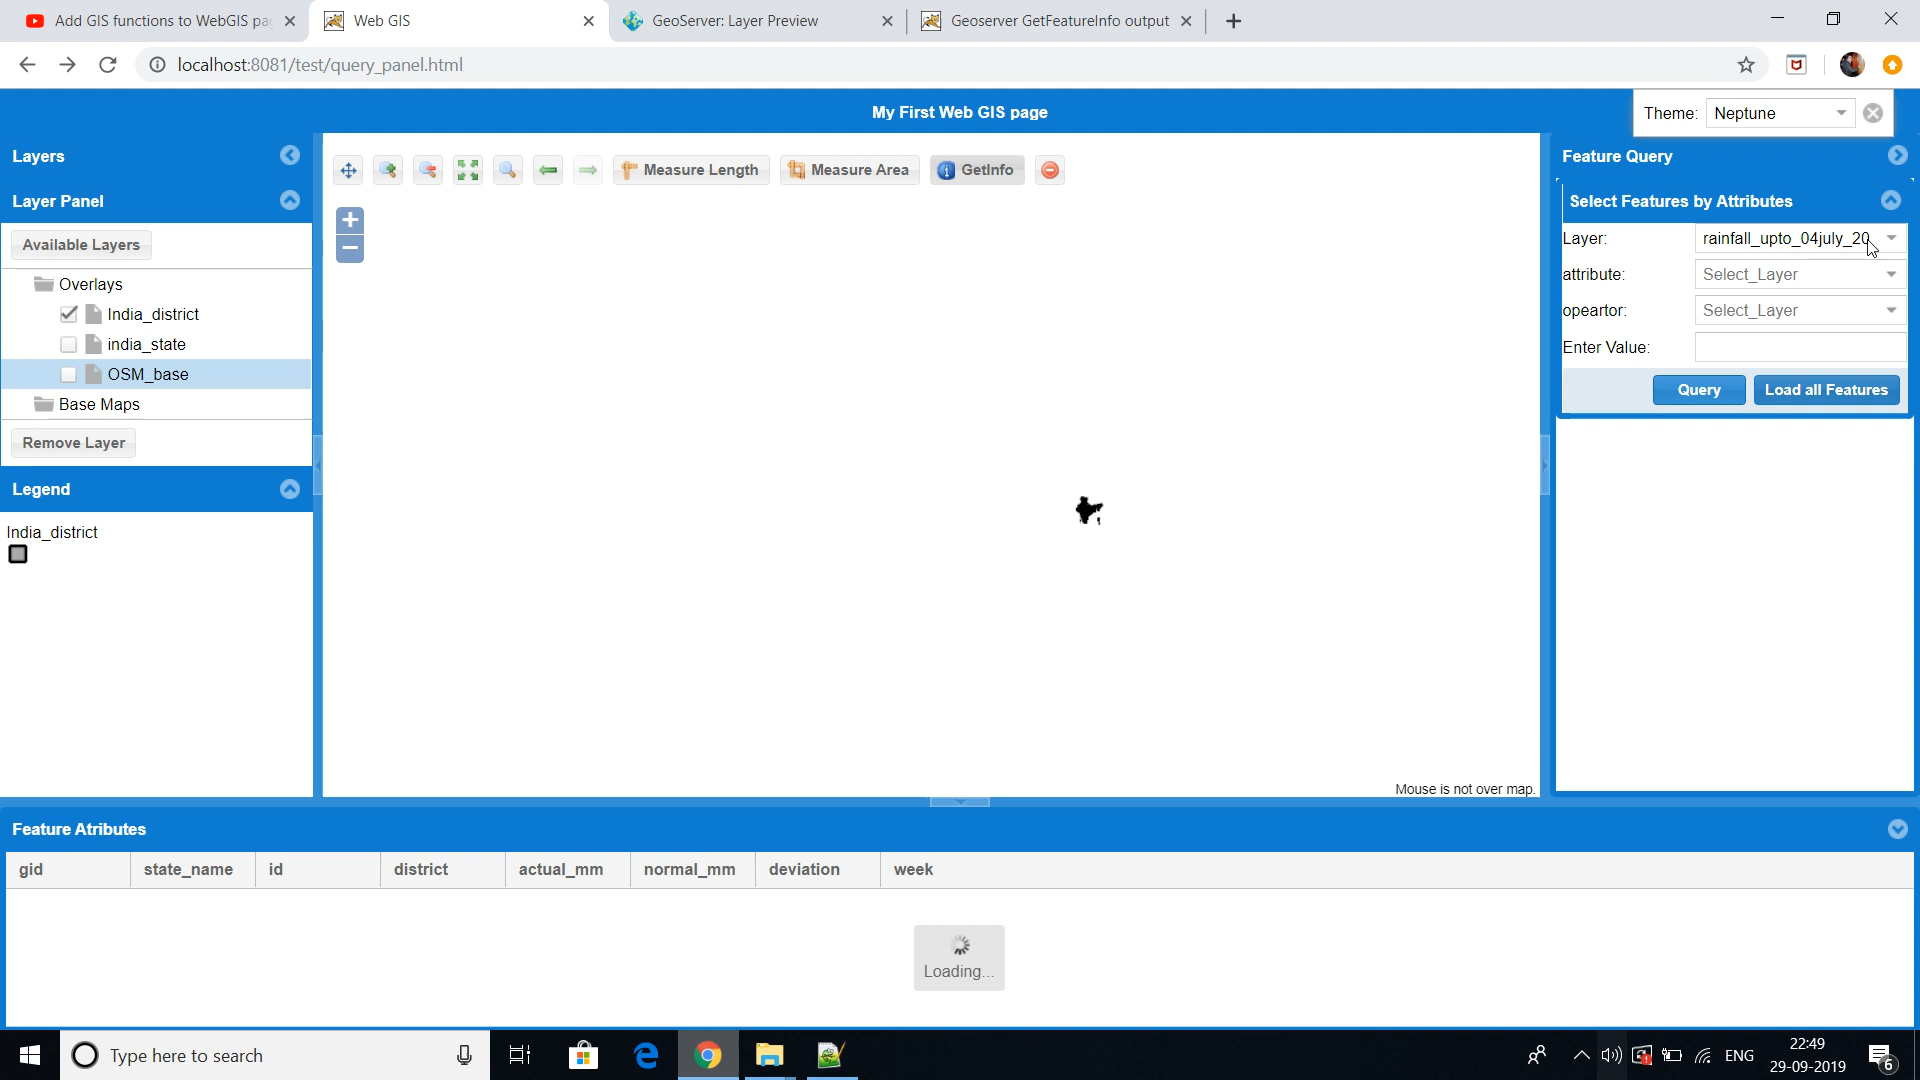 Add GIS functions to WebGIS pa
Web GIS
GeoServer: Layer Preview
Geoserver GetFeatureInfo output
localhost:8081/test/query_panel.html
My First Web GIS page
Theme:
Neptune
Layers
Layer Panel
Available Layers
Overlays
India_district
india_state
OSM_base
Base Maps
Remove Layer
Legend
India_district
Measure Length
Measure Area
GetInfo
+
−
Mouse is not over map.
Feature Query
Select Features by Attributes
Layer:
rainfall_upto_04july_20
attribute:
Select_Layer
opeartor:
Select_Layer
Enter Value:
Query
Load all Features
Feature Atributes
gid state_name id district actual_mm normal_mm deviation week
Loading...
Type here to search
ENG
22:49
29-09-2019
6